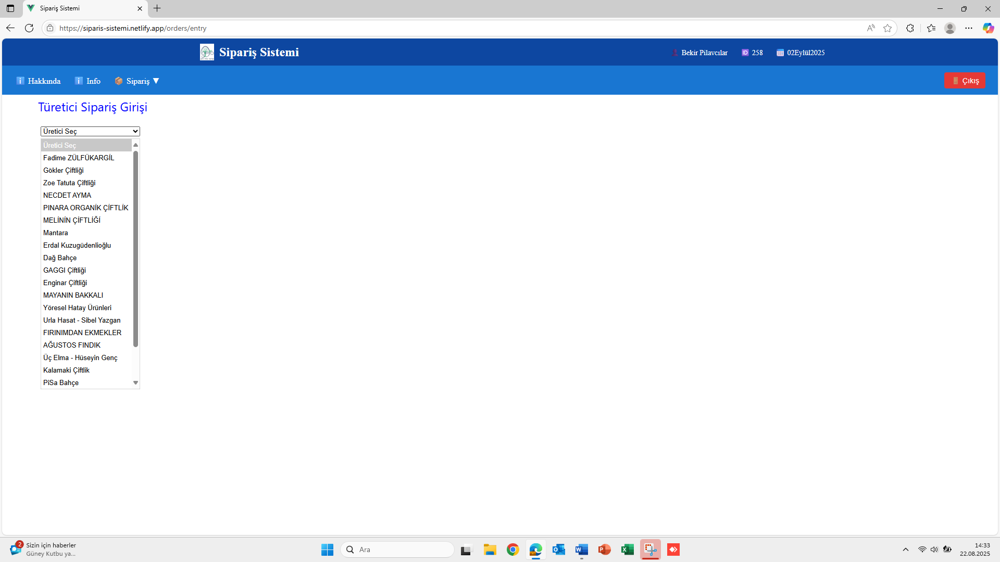 Sipariş Sistemi
https://siparis-sistemi.netlify.app/orders/entry
Sipariş Sistemi
Bekir Pilavcılar
ID 258
02Eylül2025
Hakkında
Info
Sipariş ▼
Çıkış
Türetici Sipariş Girişi
Üretici Seç
Üretici Seç
Fadime ZÜLFÜKARGİL
Gökler Çiftliği
Zoe Tatuta Çiftliği
NECDET AYMA
PINARA ORGANİK ÇİFTLİK
MELİNİN ÇİFTLİĞİ
Mantara
Erdal Kuzugüdenlioğlu
Dağ Bahçe
GAGGI Çiftliği
Enginar Çiftliği
MAYANIN BAKKALI
Yöresel Hatay Ürünleri
Urla Hasat - Sibel Yazgan
FIRINIMDAN EKMEKLER
AĞUSTOS FINDIK
Üç Elma - Hüseyin Genç
Kalamaki Çiftlik
PiSa Bahçe
2
Sizin için haberler
Güney Kutbu ya...
Ara
14:33
22.08.2025